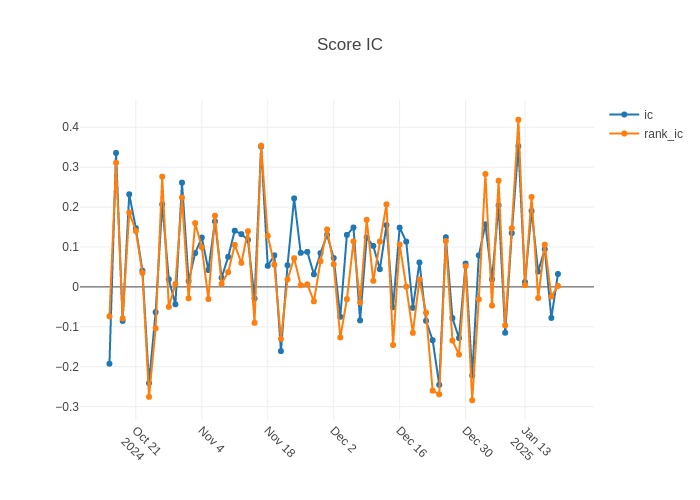 Score IC
ic
rank_ic
0.4
0.3
0.2
0.1
0
−0.1
−0.2
−0.3
Oct 21
2024
Nov 4
Nov 18
Dec 2
Dec 16
Dec 30
Jan 13
2025